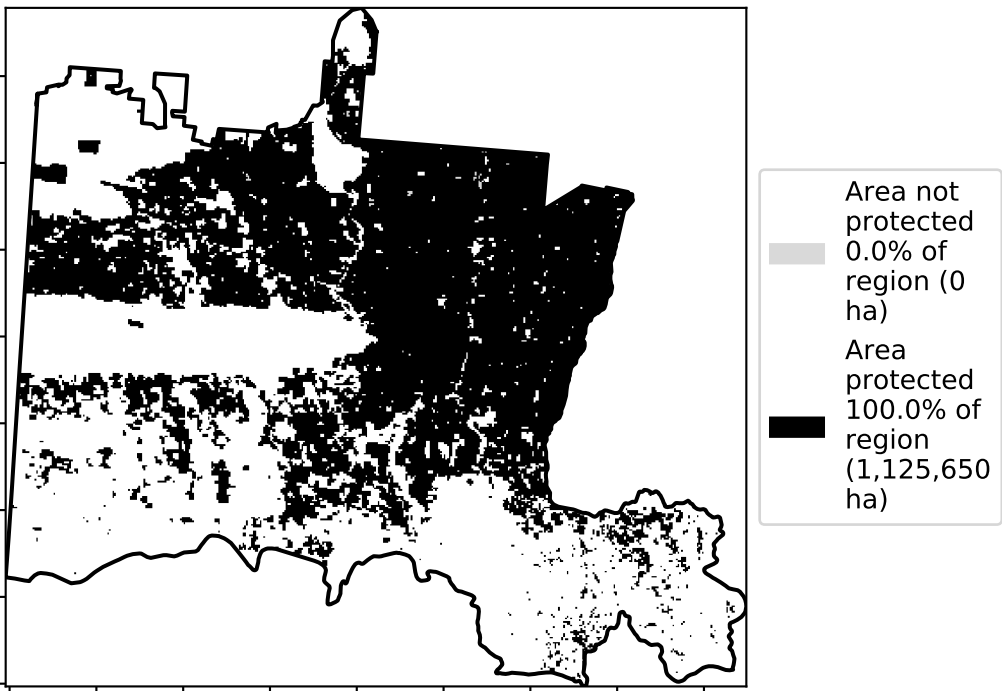 Area not
protected
0.0% of
region (0
ha)
Area
protected
100.0% of
region
(1,125,650
ha)